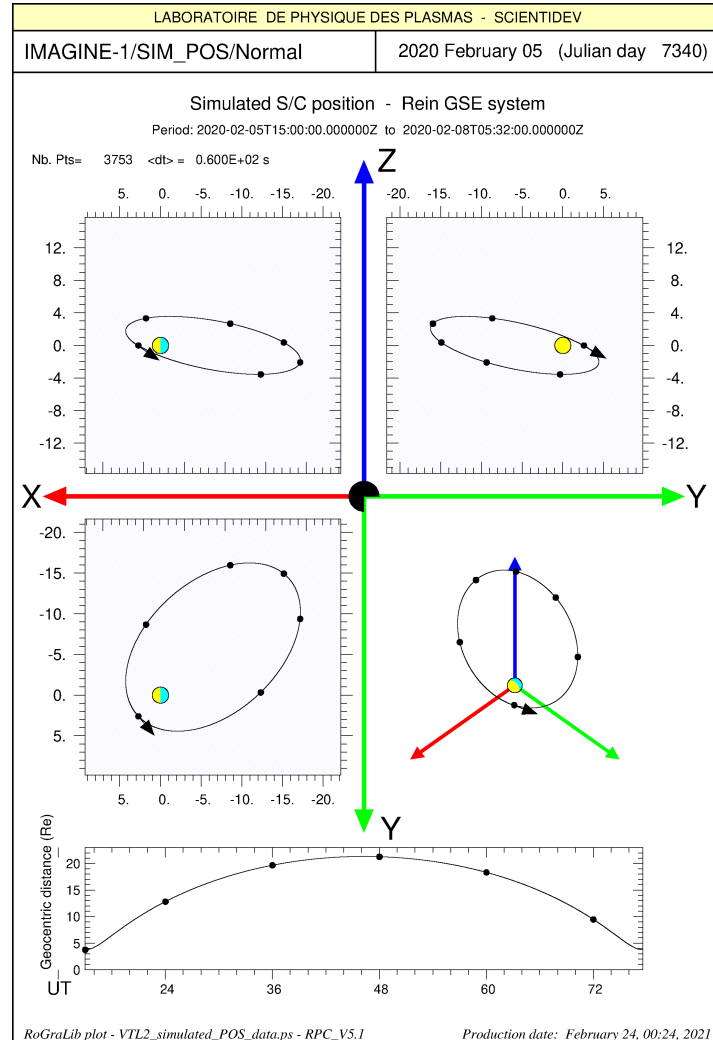 LABORATOIRE DE PHYSIQUE DES PLASMAS - SCIENTIDEV
IMAGINE-1/SIM_POS/Normal
2020 February 05 (Julian day 7340)
Simulated S/C position - Rein GSE system
Period: 2020-02-05T15:00:00.000000Z to 2020-02-08T05:32:00.000000Z
Nb. Pts= 3753 <dt> = 0.600E+02 s
Z
5. 0. -5. -10. -15. -20.
-20. -15. -10. -5. 0. 5.
12. 12.
8. 8.
4. 4.
0. 0.
-4. -4.
-8. -8.
-12. -12.
X Y
-20.
-15.
-10.
-5.
0.
5.
5. 0. -5. -10. -15. -20.
Y
Geocentric distance (Re)
20
15
10
5
0
UT 24 36 48 60 72
RoGraLib plot - VTL2_simulated_POS_data.ps - RPC_V5.1
Production date: February 24, 00:24, 2021